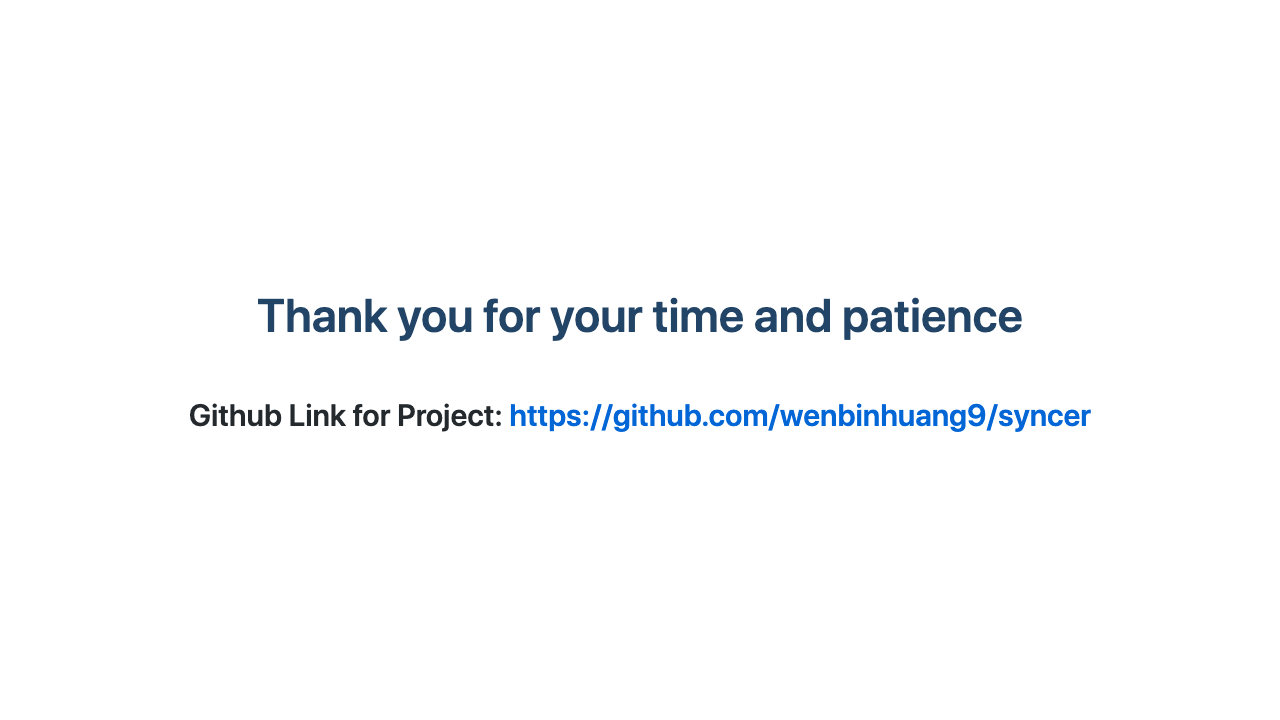 Thank you for your time and patience
Github Link for Project: https://github.com/wenbinhuang9/syncer